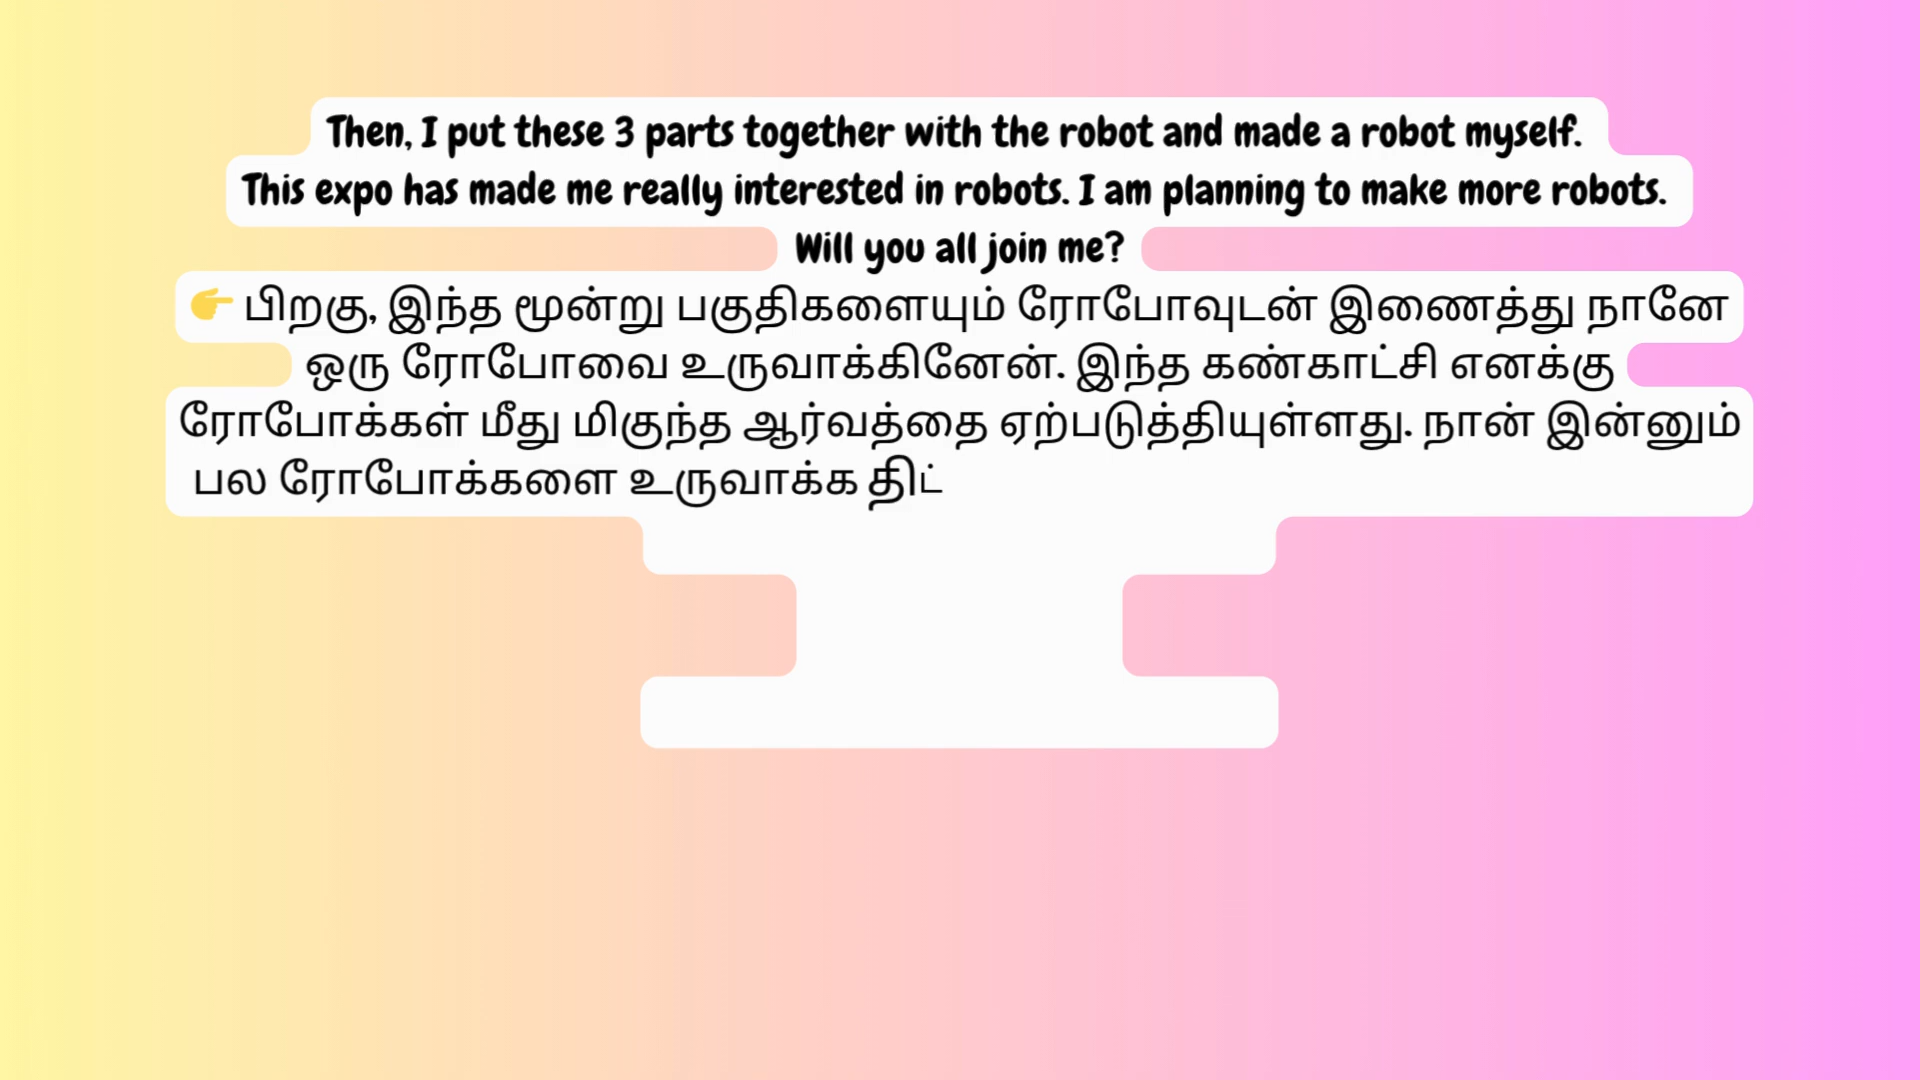 Then, I put these 3 parts together with the robot and made a robot myself.
This expo has made me really interested in robots. I am planning to make more robots.
Will you all join me?
👉 பிறகு, இந்த மூன்று பகுதிகளையும் ரோபோவுடன் இணைத்து நானே
ஒரு ரோபோவை உருவாக்கினேன். இந்த கண்காட்சி எனக்கு
ரோபோக்கள் மீது மிகுந்த ஆர்வத்தை ஏற்படுத்தியுள்ளது. நான் இன்னும்
பல ரோபோக்களை உருவாக்க திட்